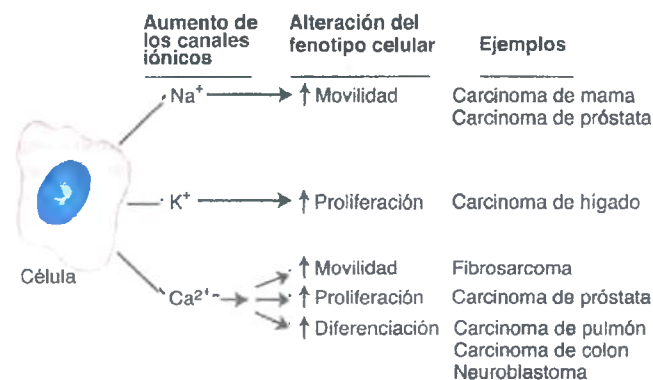 Aumento de los canales iónicos
Alteración del fenotipo celular
Ejemplos
Na⁺ ↑ Movilidad Carcinoma de mama
Carcinoma de próstata
K⁺ ↑ Proliferación Carcinoma de hígado
Célula
Ca²⁺ ↑ Movilidad Fibrosarcoma
↑ Proliferación Carcinoma de próstata
↑ Diferenciación Carcinoma de pulmón
Carcinoma de colon
Neuroblastoma